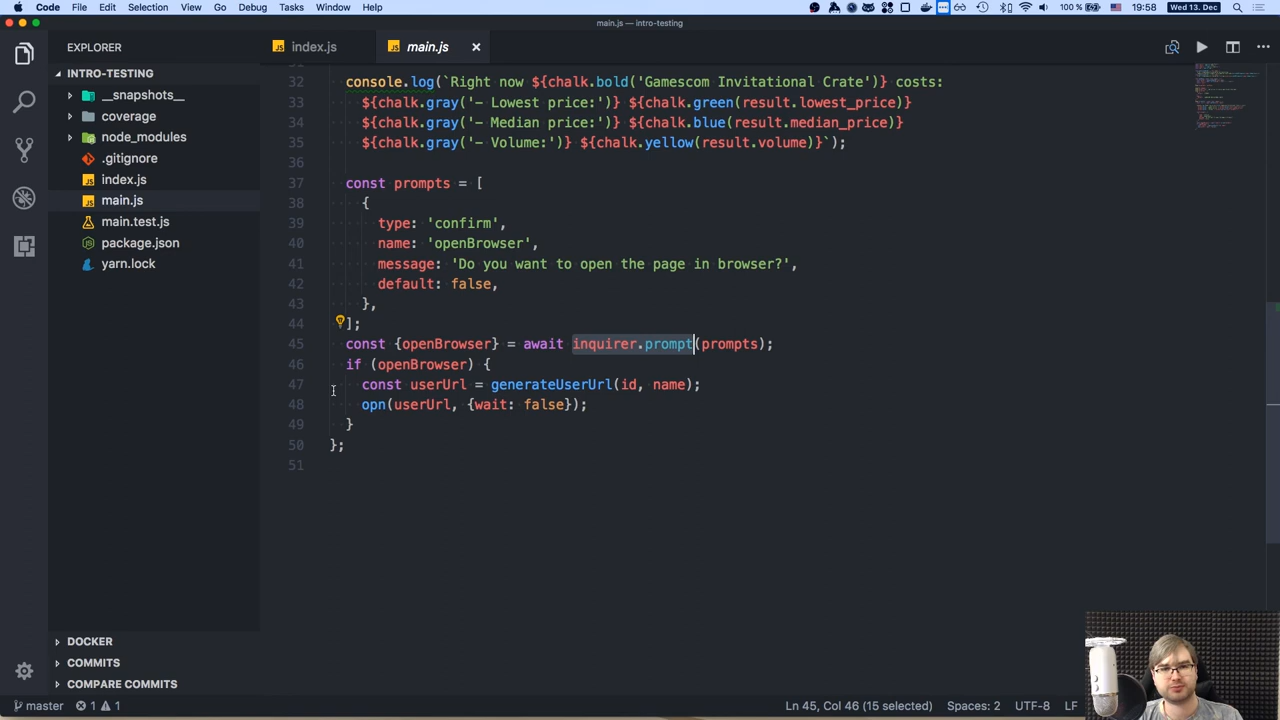 Code File Edit Selection View Go Debug Tasks Window Help 100 % Wed 13. Dec 19:58
main.js — intro-testing
EXPLORER
index.js
main.js
INTRO-TESTING
__snapshots__
coverage
node_modules
.gitignore
index.js
main.js
main.test.js
package.json
yarn.lock
DOCKER
COMMITS
COMPARE COMMITS
32 console.log(`Right now ${chalk.bold('Gamescom Invitational Crate')} costs:
33 ${chalk.gray('- Lowest price:')} ${chalk.green(result.lowest_price)}
34 ${chalk.gray('- Median price:')} ${chalk.blue(result.median_price)}
35 ${chalk.gray('- Volume:')} ${chalk.yellow(result.volume)}`);
36
37 const prompts = [
38 {
39 type: 'confirm',
40 name: 'openBrowser',
41 message: 'Do you want to open the page in browser?',
42 default: false,
43 },
44 ];
45 const {openBrowser} = await inquirer.prompt(prompts);
46 if (openBrowser) {
47 const userUrl = generateUserUrl(id, name);
48 opn(userUrl, {wait: false});
49 }
50 };
51
master 1 1 Ln 45, Col 46 (15 selected) Spaces: 2 UTF-8 LF